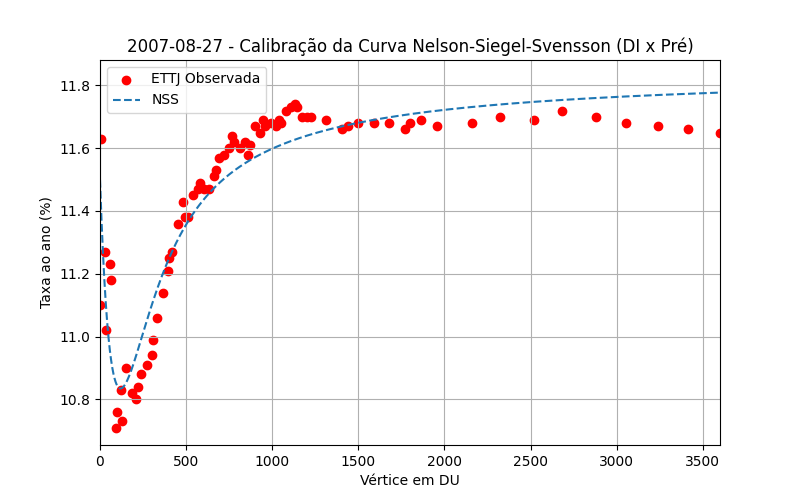 2007-08-27 - Calibração da Curva Nelson-Siegel-Svensson (DI x Pré)
ETTJ Observada
NSS
Taxa ao ano (%)
11.8
11.6
11.4
11.2
11.0
10.8
0 500 1000 1500 2000 2500 3000 3500
Vértice em DU